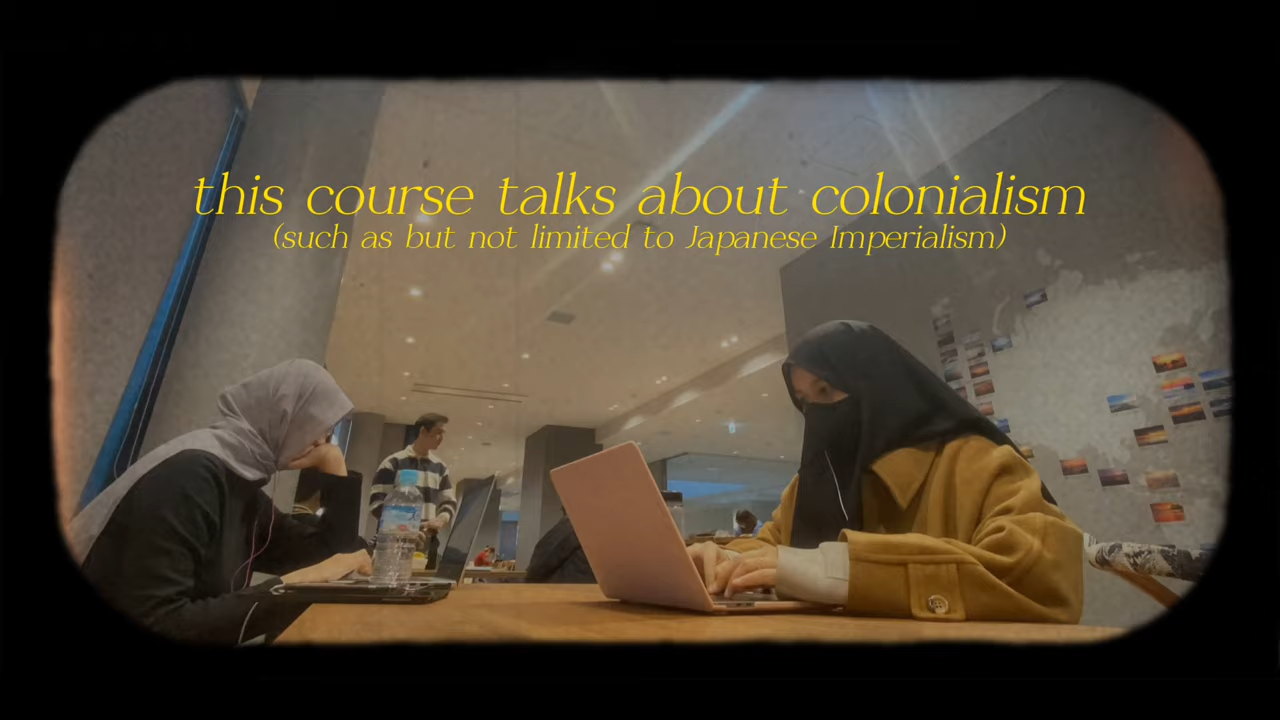 this course talks about colonialism
(such as but not limited to Japanese Imperialism)